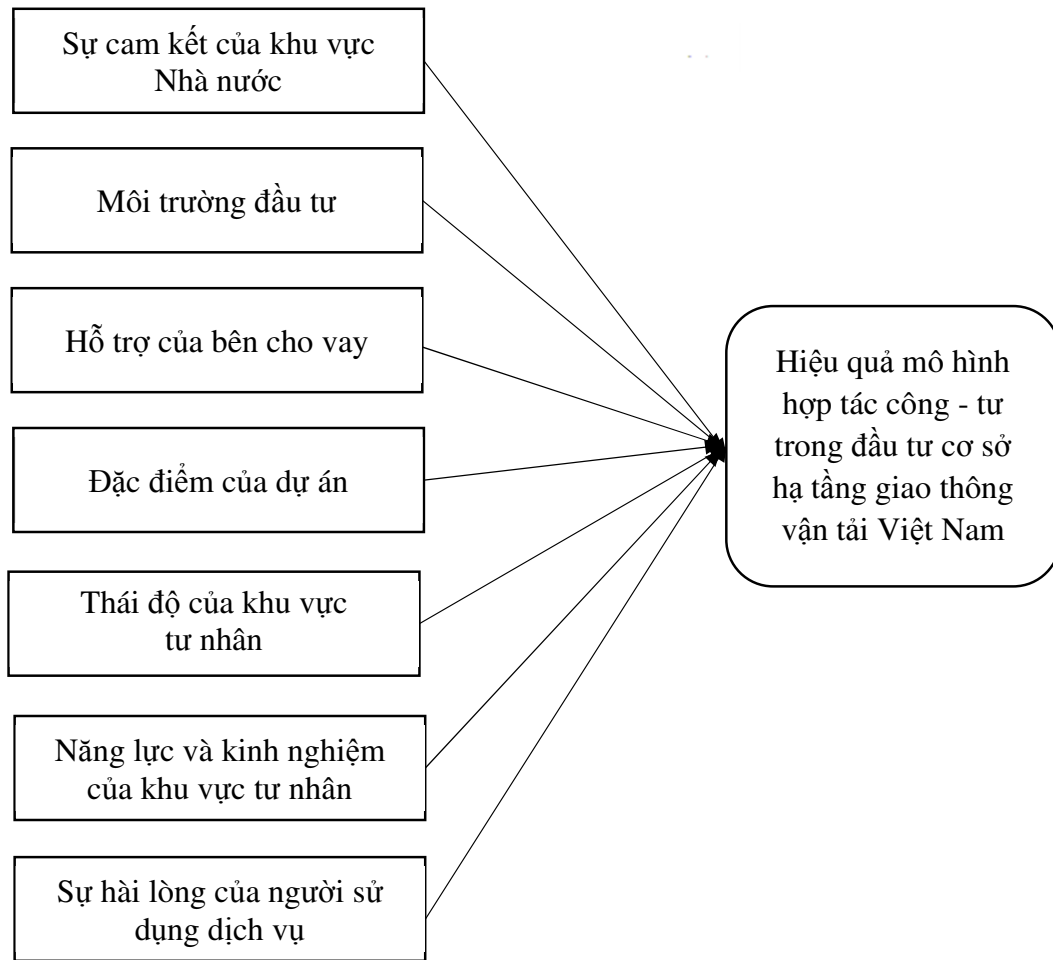 Sự cam kết của khu vực
Nhà nước
Môi trường đầu tư
Hỗ trợ của bên cho vay
Đặc điểm của dự án
Thái độ của khu vực
tư nhân
Năng lực và kinh nghiệm
của khu vực tư nhân
Sự hài lòng của người sử
dụng dịch vụ
Hiệu quả mô hình
hợp tác công - tư
trong đầu tư cơ sở
hạ tầng giao thông
vận tải Việt Nam